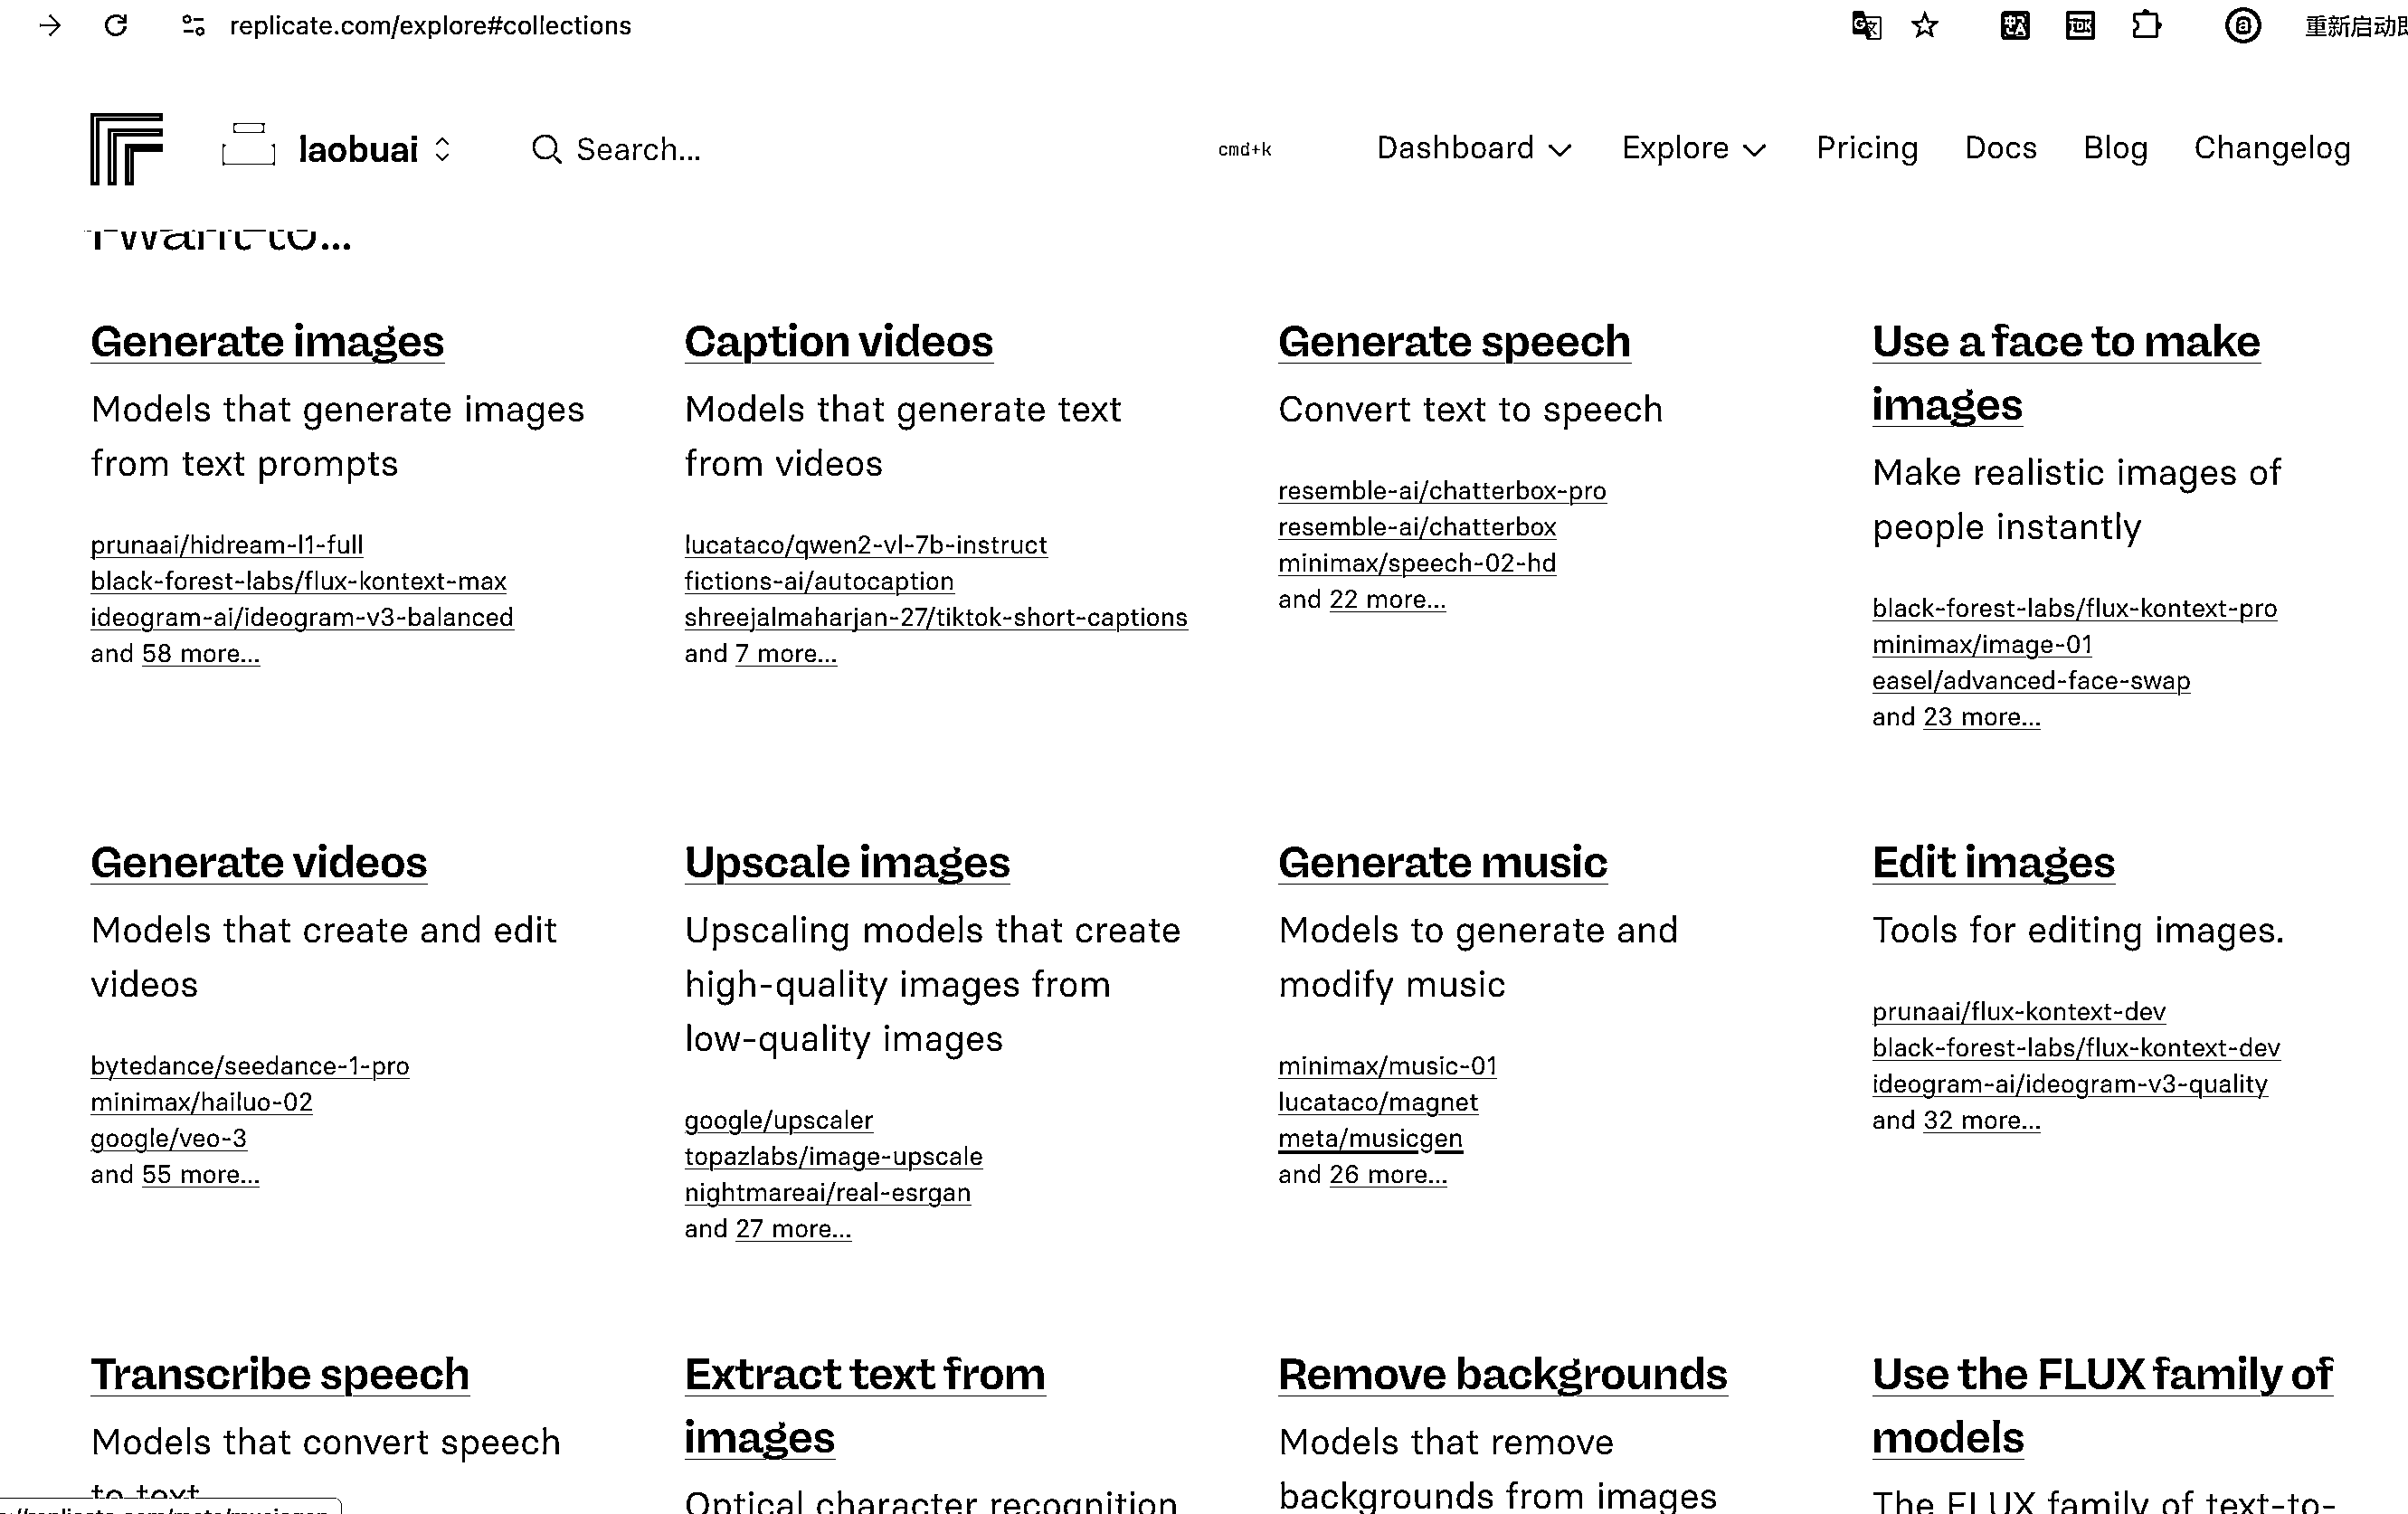 replicate.com/explore#collections
重新启动
laobuai
Search...
cmd+k
Dashboard
Explore
Pricing
Docs
Blog
Changelog
I want to...
Generate images
Models that generate images
from text prompts
prunaai/hidream-l1-full
black-forest-labs/flux-kontext-max
ideogram-ai/ideogram-v3-balanced
and 58 more...
Caption videos
Models that generate text
from videos
lucataco/qwen2-vl-7b-instruct
fictions-ai/autocaption
shreejalmaharjan-27/tiktok-short-captions
and 7 more...
Generate speech
Convert text to speech
resemble-ai/chatterbox-pro
resemble-ai/chatterbox
minimax/speech-02-hd
and 22 more...
Use a face to make
images
Make realistic images of
people instantly
black-forest-labs/flux-kontext-pro
minimax/image-01
easel/advanced-face-swap
and 23 more...
Generate videos
Models that create and edit
videos
bytedance/seedance-1-pro
minimax/hailuo-02
google/veo-3
and 55 more...
Upscale images
Upscaling models that create
high-quality images from
low-quality images
google/upscaler
topazlabs/image-upscale
nightmareai/real-esrgan
and 27 more...
Generate music
Models to generate and
modify music
minimax/music-01
lucataco/magnet
meta/musicgen
and 26 more...
Edit images
Tools for editing images.
prunaai/flux-kontext-dev
black-forest-labs/flux-kontext-dev
ideogram-ai/ideogram-v3-quality
and 32 more...
Transcribe speech
Models that convert speech
to text
Extract text from
images
Optical character recognition
Remove backgrounds
Models that remove
backgrounds from images
Use the FLUX family of
models
The FLUX family of text-to-